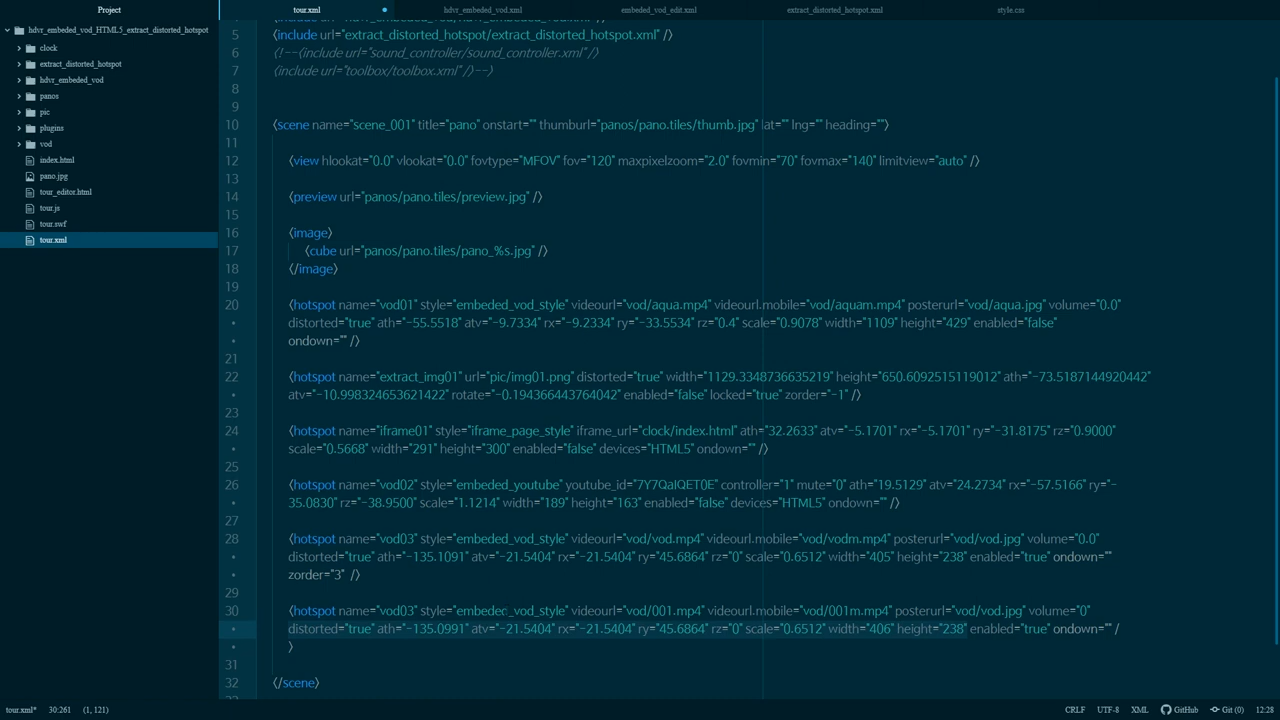 Project
tour.xml
hdvr_embeded_vod.xml
embeded_vod_edit.xml
extract_distorted_hotspot.xml
style.css
hdvr_embeded_vod_HTML5_extract_distorted_hotspot
clock
extract_distorted_hotspot
hdvr_embeded_vod
panos
pic
plugins
vod
index.html
pano.jpg
tour_editor.html
tour.js
tour.swf
tour.xml
5 <include url="extract_distorted_hotspot/extract_distorted_hotspot.xml" />
6 <!--<include url="sound_controller/sound_controller.xml" />
7 <include url="toolbox/toolbox.xml" />-->
8
9
10 <scene name="scene_001" title="pano" onstart="" thumburl="panos/pano.tiles/thumb.jpg" lat="" lng="" heading="">
11
12 <view hlookat="0.0" vlookat="0.0" fovtype="MFOV" fov="120" maxpixelzoom="2.0" fovmin="70" fovmax="140" limitview="auto" />
13
14 <preview url="panos/pano.tiles/preview.jpg" />
15
16 <image>
17 <cube url="panos/pano.tiles/pano_%s.jpg" />
18 </image>
19
20 <hotspot name="vod01" style="embeded_vod_style" videourl="vod/aqua.mp4" videourl.mobile="vod/aquam.mp4" posterurl="vod/aqua.jpg" volume="0.0"
• distorted="true" ath="-55.5518" atv="-9.7334" rx="-9.2334" ry="-33.5534" rz="0.4" scale="0.9078" width="1109" height="429" enabled="false"
• ondown="" />
21
22 <hotspot name="extract_img01" url="pic/img01.png" distorted="true" width="1129.3348736635219" height="650.6092515119012" ath="-73.5187144920442"
• atv="-10.998324653621422" rotate="-0.194366443764042" enabled="false" locked="true" zorder="-1" />
23
24 <hotspot name="iframe01" style="iframe_page_style" iframe_url="clock/index.html" ath="32.2633" atv="-5.1701" rx="-5.1701" ry="-31.8175" rz="0.9000"
• scale="0.5668" width="291" height="300" enabled="false" devices="HTML5" ondown="" />
25
26 <hotspot name="vod02" style="embeded_youtube" youtube_id="7Y7QaIQET0E" controller="1" mute="0" ath="19.5129" atv="24.2734" rx="-57.5166" ry="-
• 35.0830" rz="-38.9500" scale="1.1214" width="189" height="163" enabled="false" devices="HTML5" ondown="" />
27
28 <hotspot name="vod03" style="embeded_vod_style" videourl="vod/vod.mp4" videourl.mobile="vod/vodm.mp4" posterurl="vod/vod.jpg" volume="0.0"
• distorted="true" ath="-135.1091" atv="-21.5404" rx="-21.5404" ry="45.6864" rz="0" scale="0.6512" width="405" height="238" enabled="true" ondown=""
• zorder="3" />
29
30 <hotspot name="vod03" style="embeded_vod_style" videourl="vod/001.mp4" videourl.mobile="vod/001m.mp4" posterurl="vod/vod.jpg" volume="0"
• distorted="true" ath="-135.0991" atv="-21.5404" rx="-21.5404" ry="45.6864" rz="0" scale="0.6512" width="406" height="238" enabled="true" ondown="" /
• >
31
32 </scene>
tour.xml* 30:261 (1, 121) CRLF UTF-8 XML GitHub Git (0) 12:28